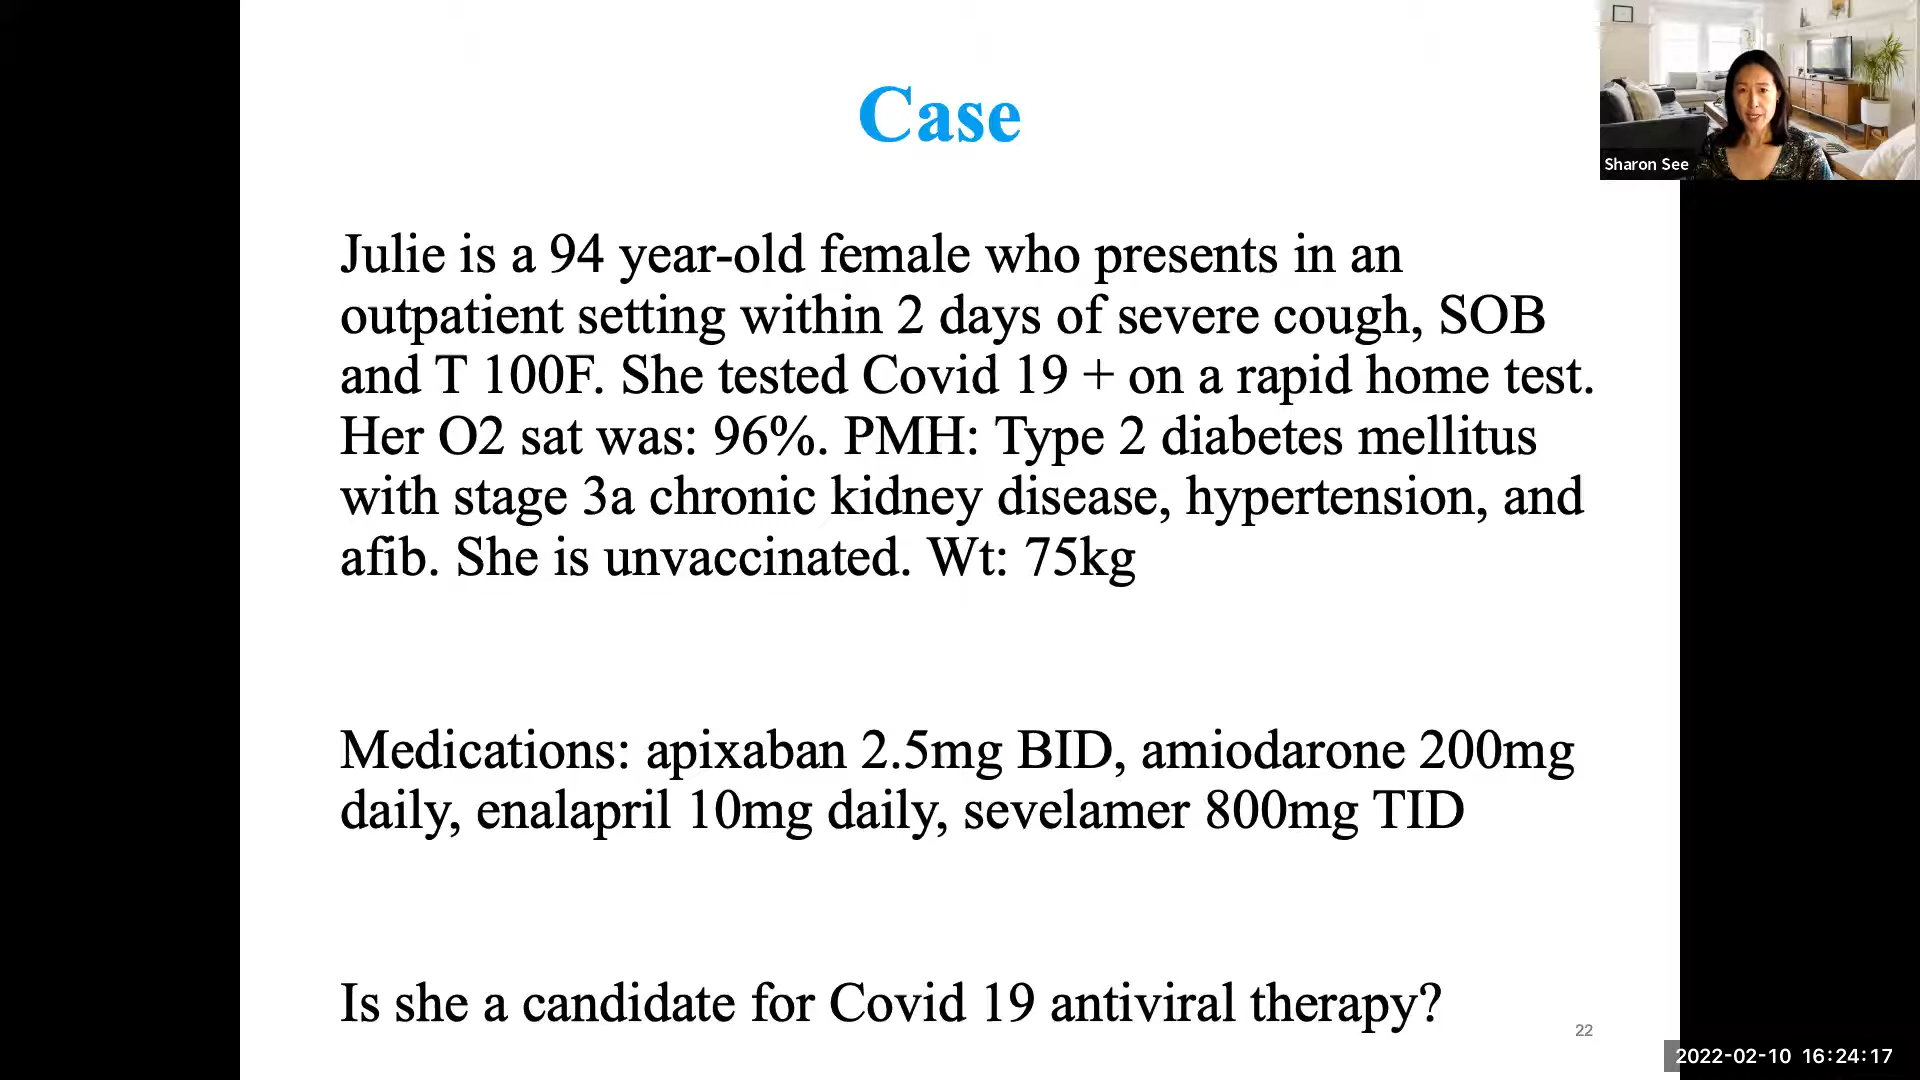 Case
Sharon See
Julie is a 94 year-old female who presents in an
outpatient setting within 2 days of severe cough, SOB
and T 100F. She tested Covid 19 + on a rapid home test.
Her O2 sat was: 96%. PMH: Type 2 diabetes mellitus
with stage 3a chronic kidney disease, hypertension, and
afib. She is unvaccinated. Wt: 75kg
Medications: apixaban 2.5mg BID, amiodarone 200mg
daily, enalapril 10mg daily, sevelamer 800mg TID
Is she a candidate for Covid 19 antiviral therapy?
22
2022-02-10 16:24:17